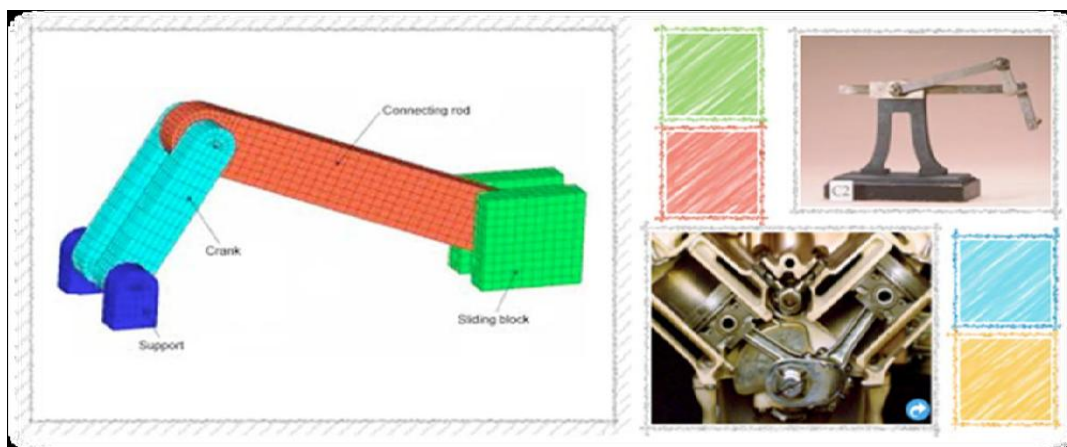 Connecting rod
Crank
Sliding block
Support
C2